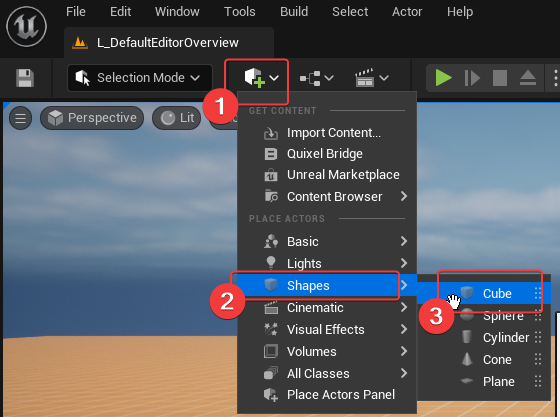 File Edit Window Tools Build Select Actor Help
L_DefaultEditorOverview
Selection Mode
1
Perspective Lit
GET CONTENT
Import Content...
Quixel Bridge
Unreal Marketplace
Content Browser
PLACE ACTORS
Basic
Lights
2 Shapes
Cinematic
Visual Effects
Volumes
All Classes
Place Actors Panel
3 Cube
Sphere
Cylinder
Cone
Plane